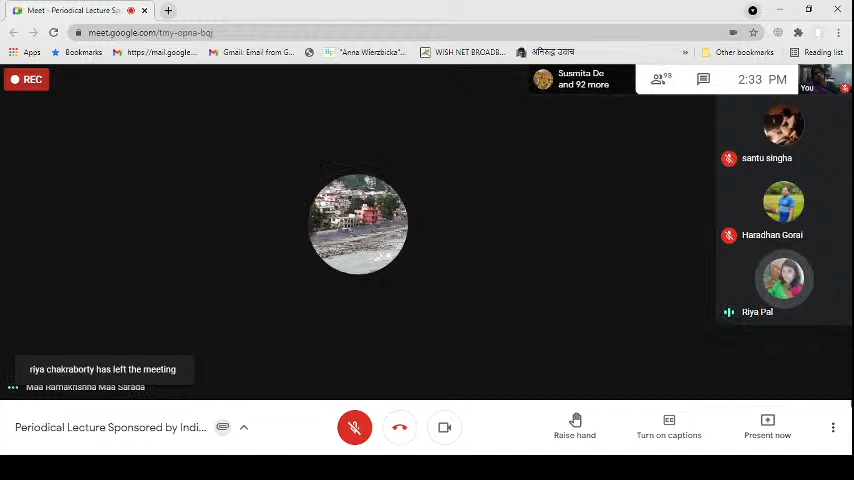 Meet - Periodical Lecture Sp
meet.google.com/tmy-opna-bqj
Apps
Bookmarks
https://mail.google...
Gmail: Email from G...
"Anna Wierzbicka"...
WISH NET BROADB...
अनिरुद्ध उवाच
»
Other bookmarks
Reading list
REC
Susmita De
and 92 more
98
2:33 PM
You
santu singha
Haradhan Gorai
Riya Pal
riya chakraborty has left the meeting
Maa Ramakrishna Maa Sarada
Periodical Lecture Sponsored by Indi...
Raise hand
Turn on captions
Present now